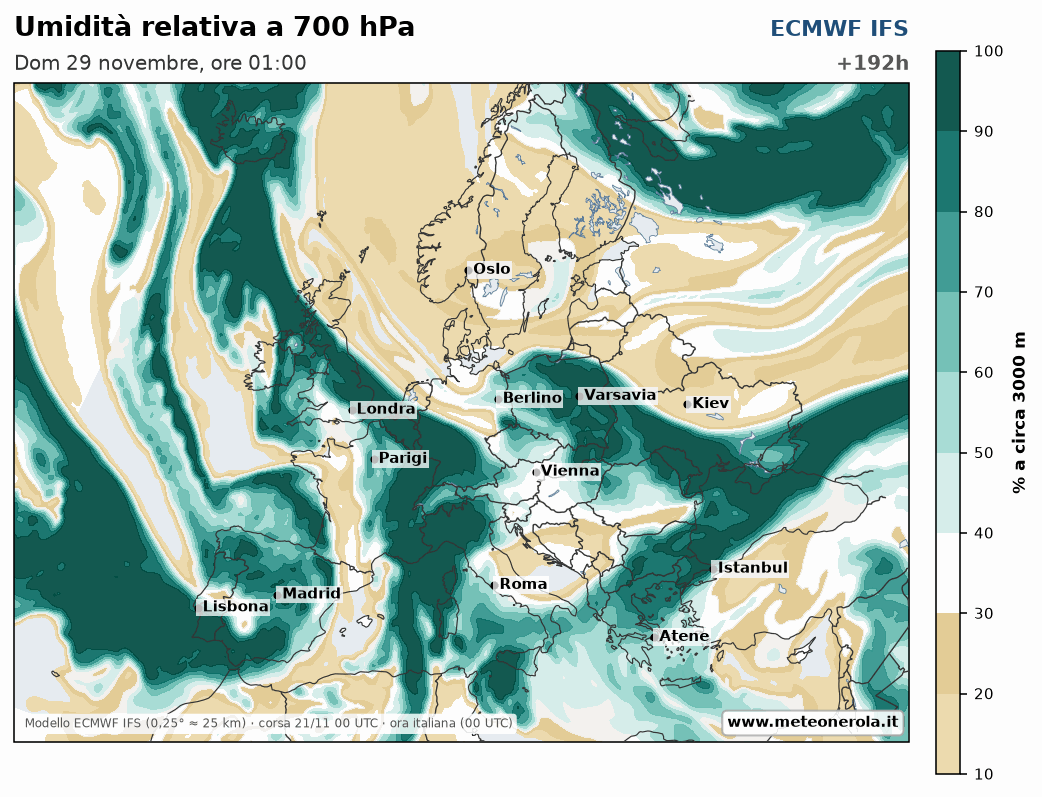 Umidità relativa a 700 hPa
ECMWF IFS
Dom 29 novembre, ore 01:00
+192h
100
90
80
70
60
50
40
30
20
10
% a circa 3000 m
Oslo
Berlino
Varsavia
Kiev
Londra
Parigi
Vienna
Istanbul
Roma
Madrid
Lisbona
Atene
Modello ECMWF IFS (0,25° ≈ 25 km) · corsa 21/11 00 UTC · ora italiana (00 UTC)
www.meteonerola.it